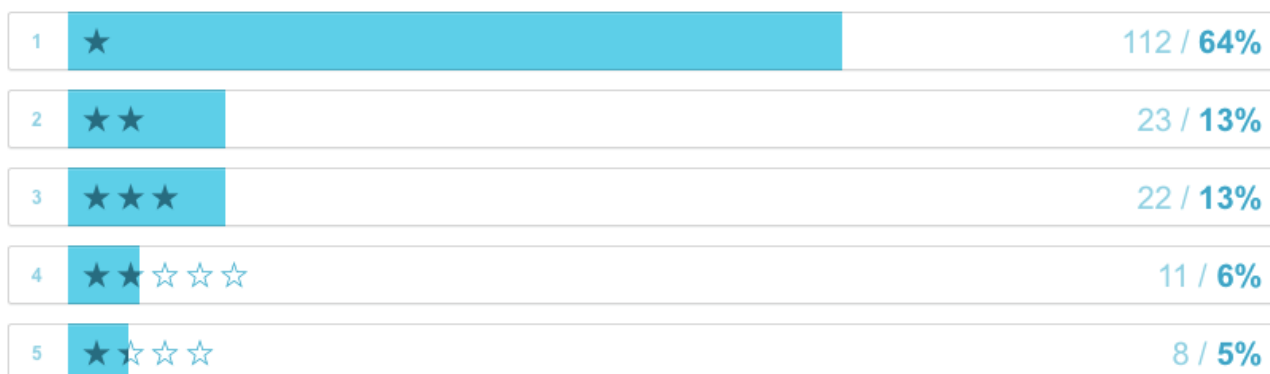 1 ★ 112 / 64%
2 ★★ 23 / 13%
3 ★★★ 22 / 13%
4 ★★☆☆☆ 11 / 6%
5 ★★☆☆ 8 / 5%